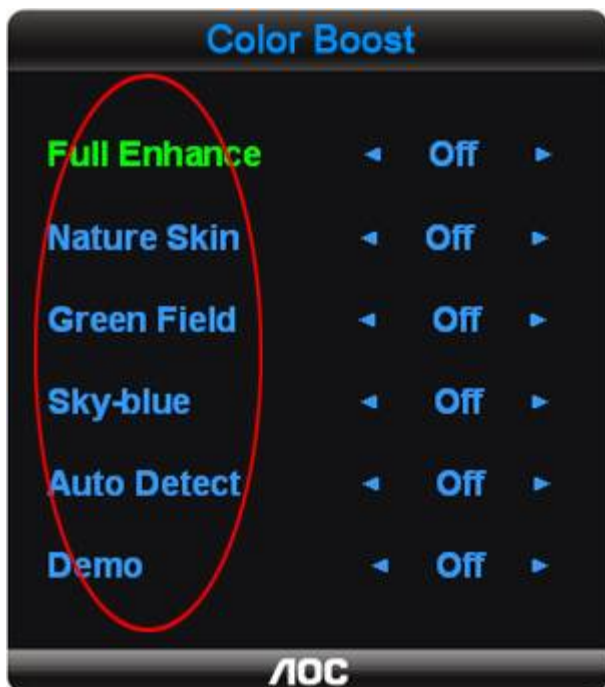 Color Boost
Full Enhance Off
Nature Skin Off
Green Field Off
Sky-blue Off
Auto Detect Off
Demo Off
AOC